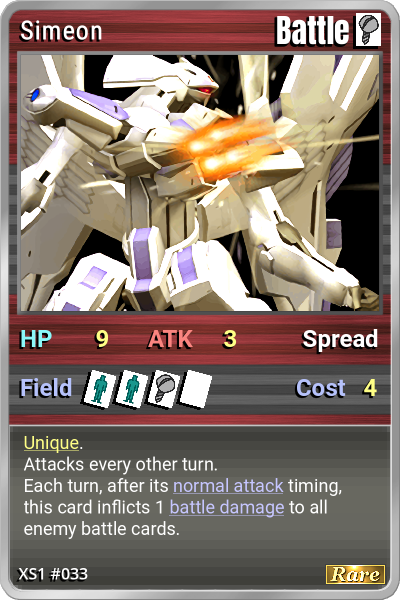 Simeon Battle
HP 9 ATK 3 Spread
Field Cost 4
Unique.
Attacks every other turn.
Each turn, after its normal attack timing,
this card inflicts 1 battle damage to all
enemy battle cards.
XS1 #033 Rare